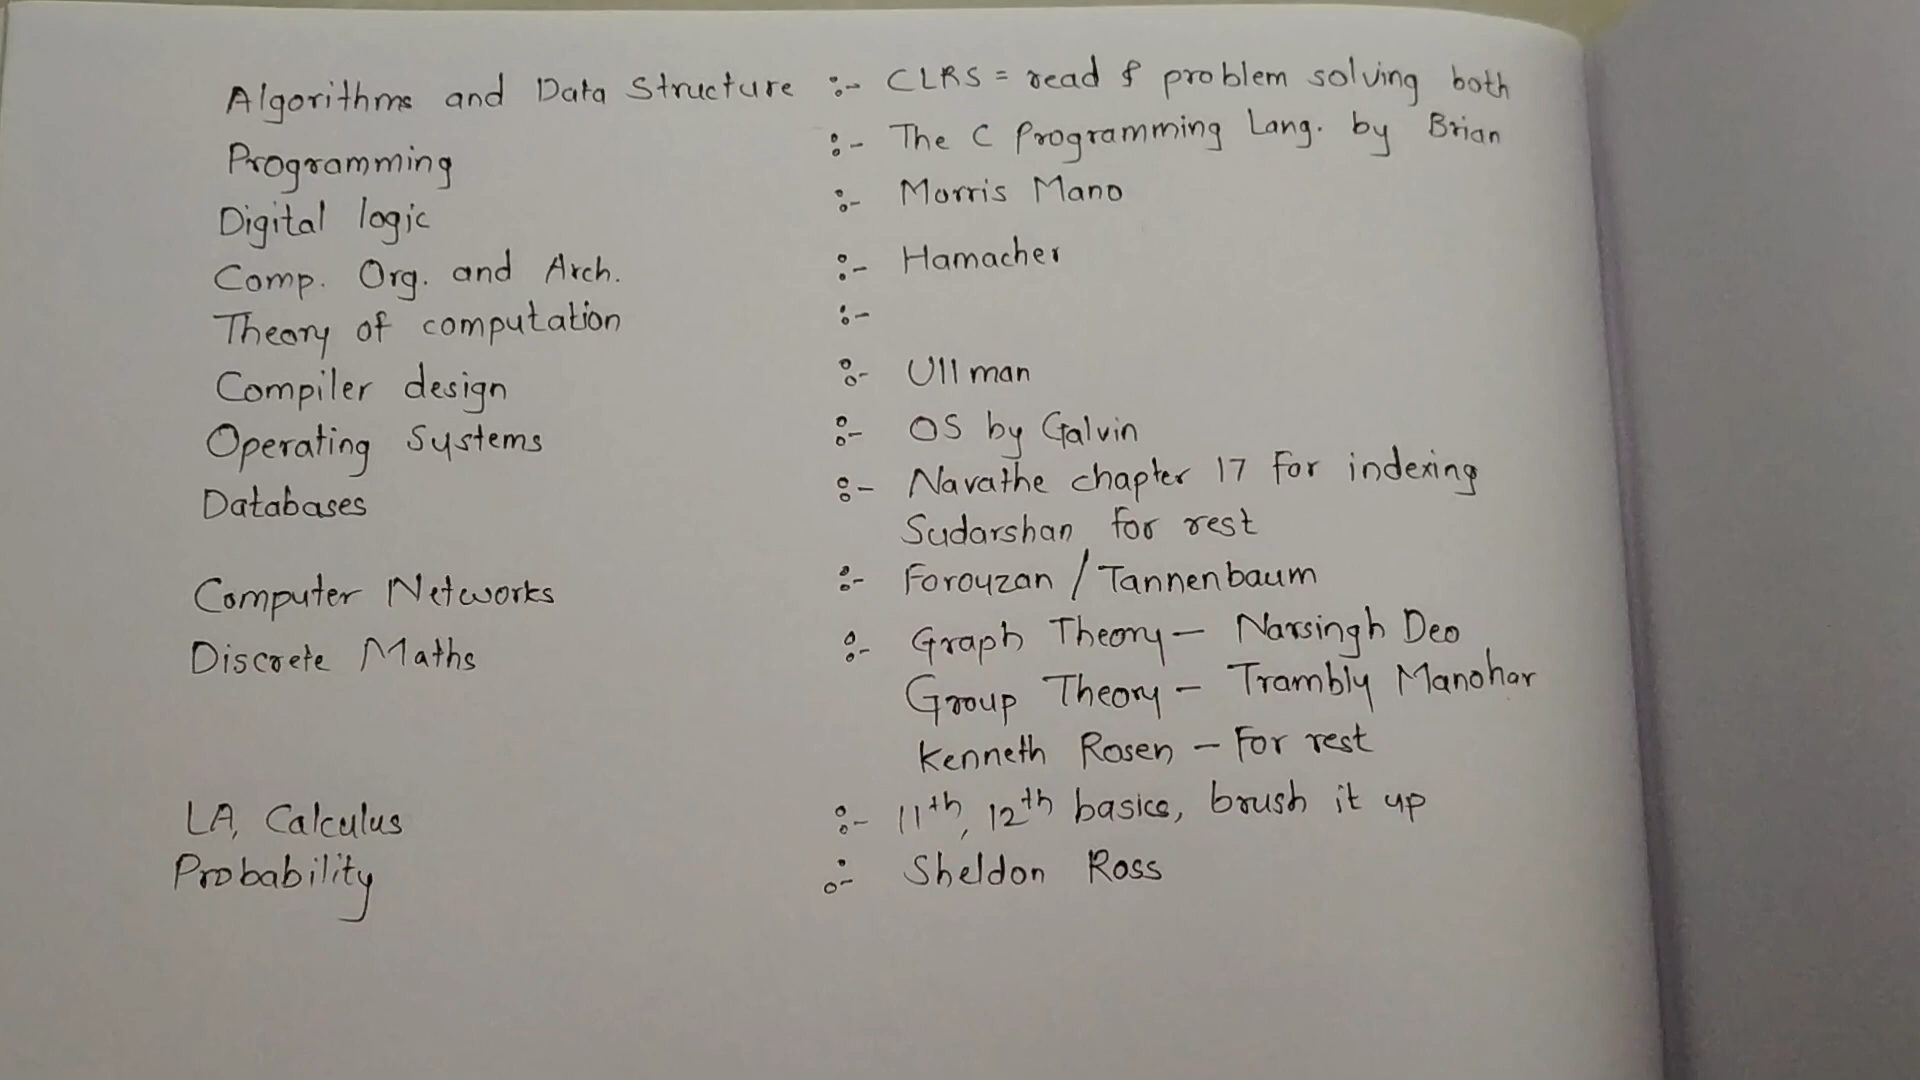 Algorithms and Data Structure :- CLRS = read & problem solving both
Programming :- The C Programming Lang. by Brian
Digital logic :- Morris Mano
Comp. Org. and Arch. :- Hamacher
Theory of computation :-
Compiler design :- Ullman
Operating Systems :- OS by Galvin
Databases :- Navathe chapter 17 for indexing
Sudarshan for rest
Computer Networks :- Forouzan / Tannenbaum
Discrete Maths :- Graph Theory - Narsingh Deo
Group Theory - Trambly Manohar
Kenneth Rosen - For rest
LA, Calculus :- 11th, 12th basics, brush it up
Probability :- Sheldon Ross